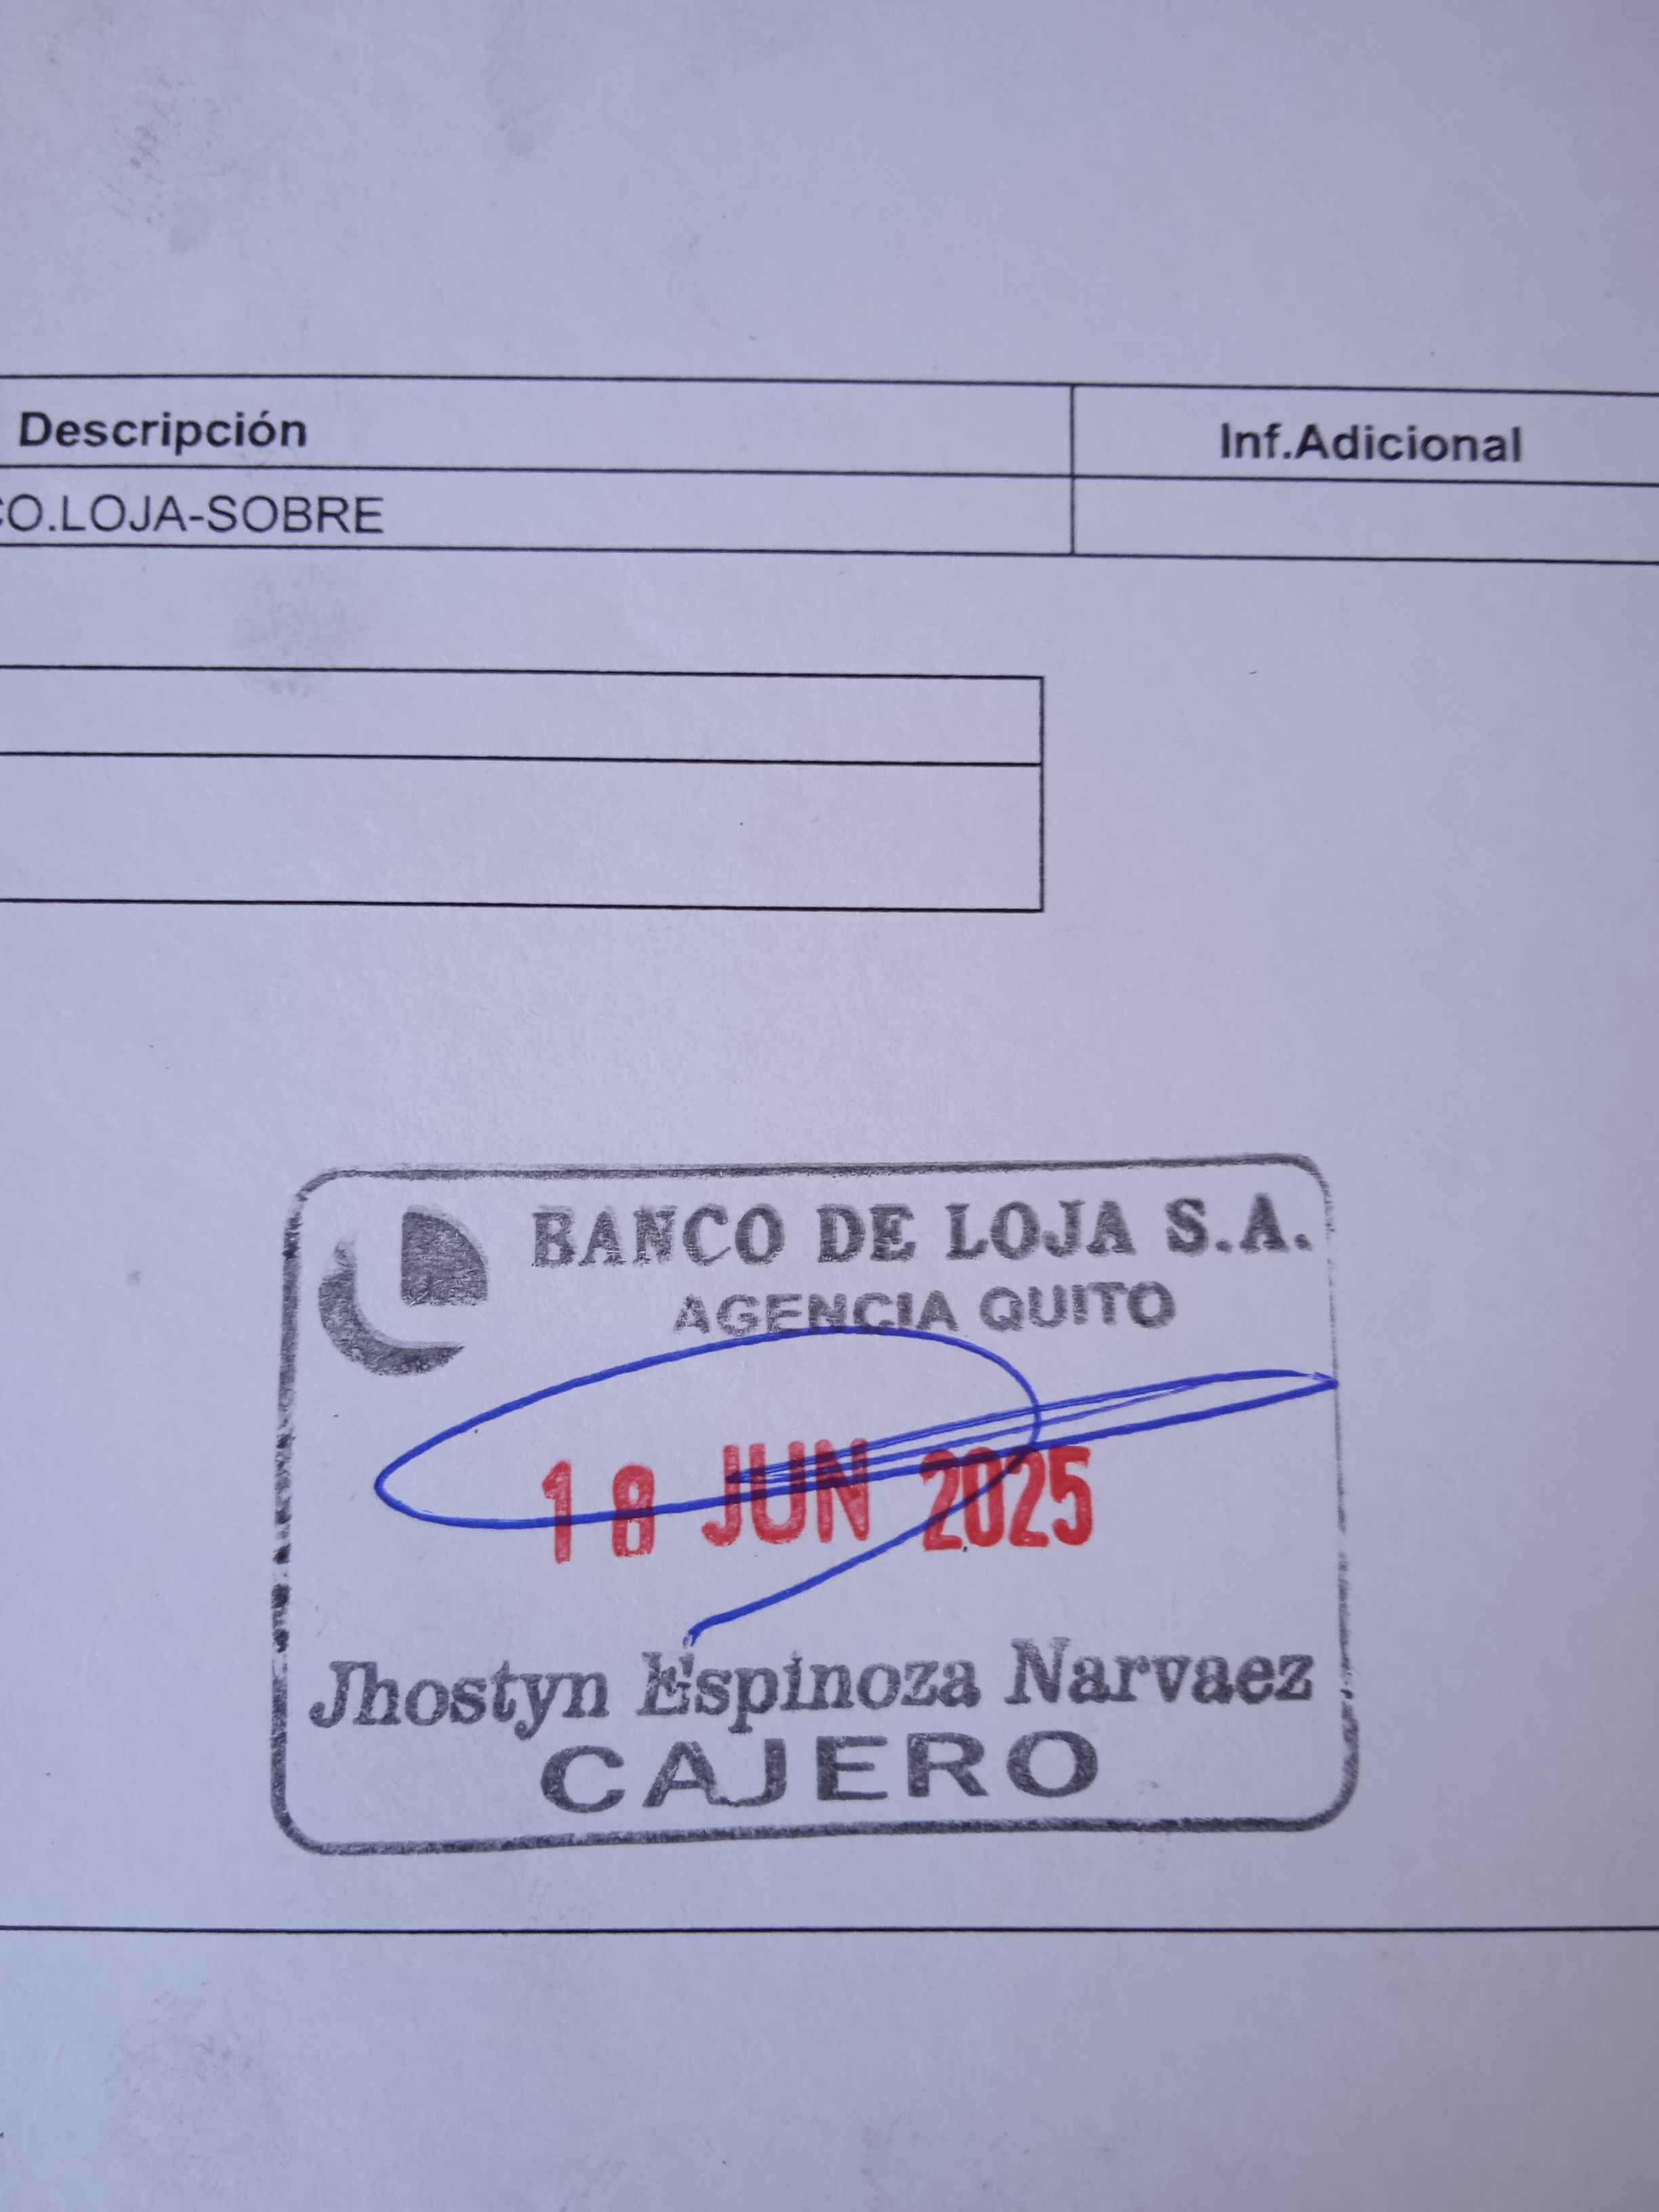 Descripción
Inf.Adicional
CO.LOJA-SOBRE
BANCO DE LOJA S.A.
AGENCIA QUITO
18 JUN 2025
Jhostyn Espinoza Narvaez
CAJERO